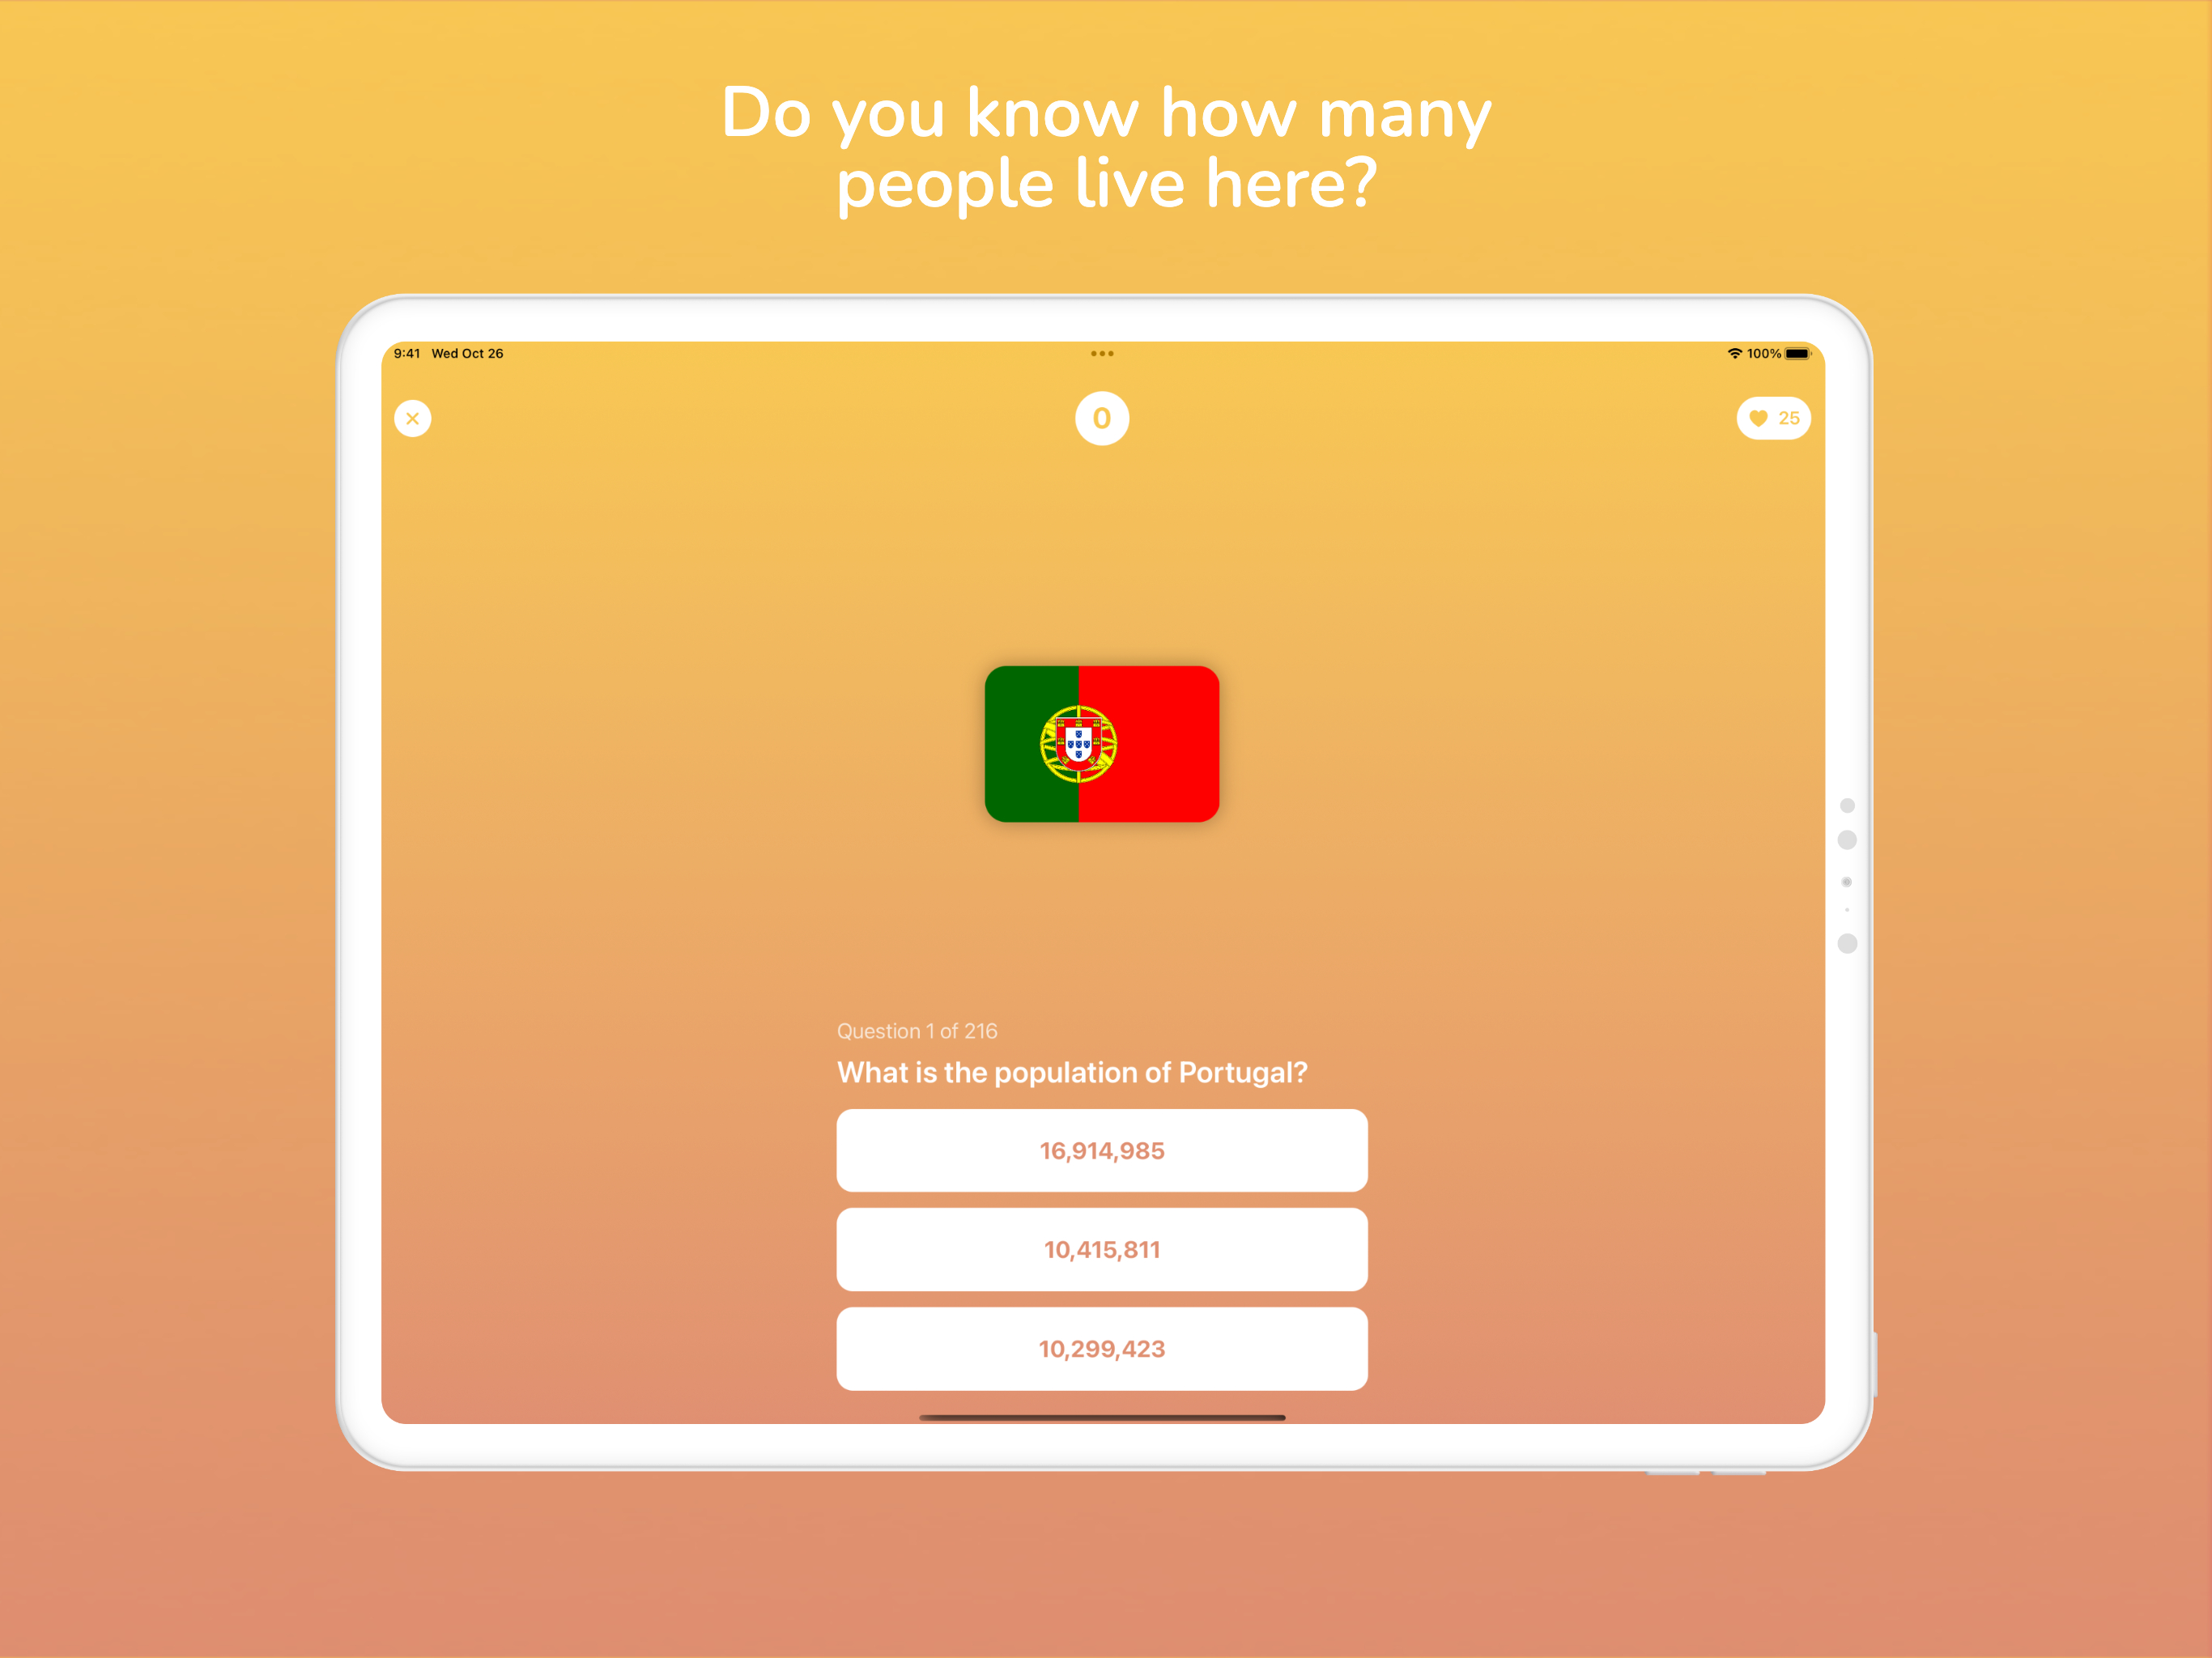 Do you know how many
people live here?
9:41 Wed Oct 26
100%
0
25
Question 1 of 216
What is the population of Portugal?
16,914,985
10,415,811
10,299,423